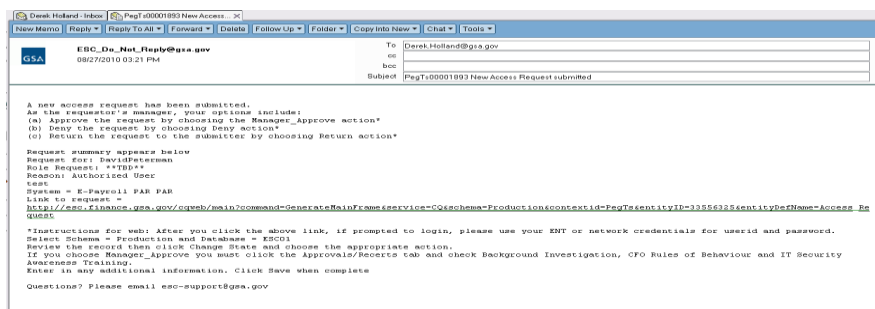 Derek Holland - Inbox
PegTs00001893 New Access...
New Memo Reply Reply To All Forward Delete Follow Up Folder Copy Into New Chat Tools
GSA
ESC_Do_Not_Reply@gsa.gov
08/27/2010 03:21 PM
To Derek.Holland@gsa.gov
cc
bcc
Subject PegTs00001893 New Access Request submitted
A new access request has been submitted.
As the requestor's manager, your options include:
(a) Approve the request by choosing the Manager_Approve action*
(b) Deny the request by choosing Deny action*
(c) Return the request to the submitter by choosing Return action*
Request summary appears below
Request for: DavidPeterman
Role Request: **TBD**
Reason: Authorized User
test
System = E-Payroll PAR PAR
Link to request =
http://esc.finance.gsa.gov/cqweb/main?command=GenerateMainFrame&service=CQ&schema=Production&contextid=PegTs&entityID=33556325&entityDefName=Access Re
quest
*Instructions for web: After you click the above link, if prompted to login, please use your ENT or network credentials for userid and password.
Select Schema = Production and Database = ESC01
Review the record then click Change State and choose the appropriate action.
If you choose Manager_Approve you must click the Approvals/Recerts tab and check Background Investigation, CFO Rules of Behaviour and IT Security
Awareness Training.
Enter in any additional information. Click Save when complete
Questions? Please email esc-support@gsa.gov